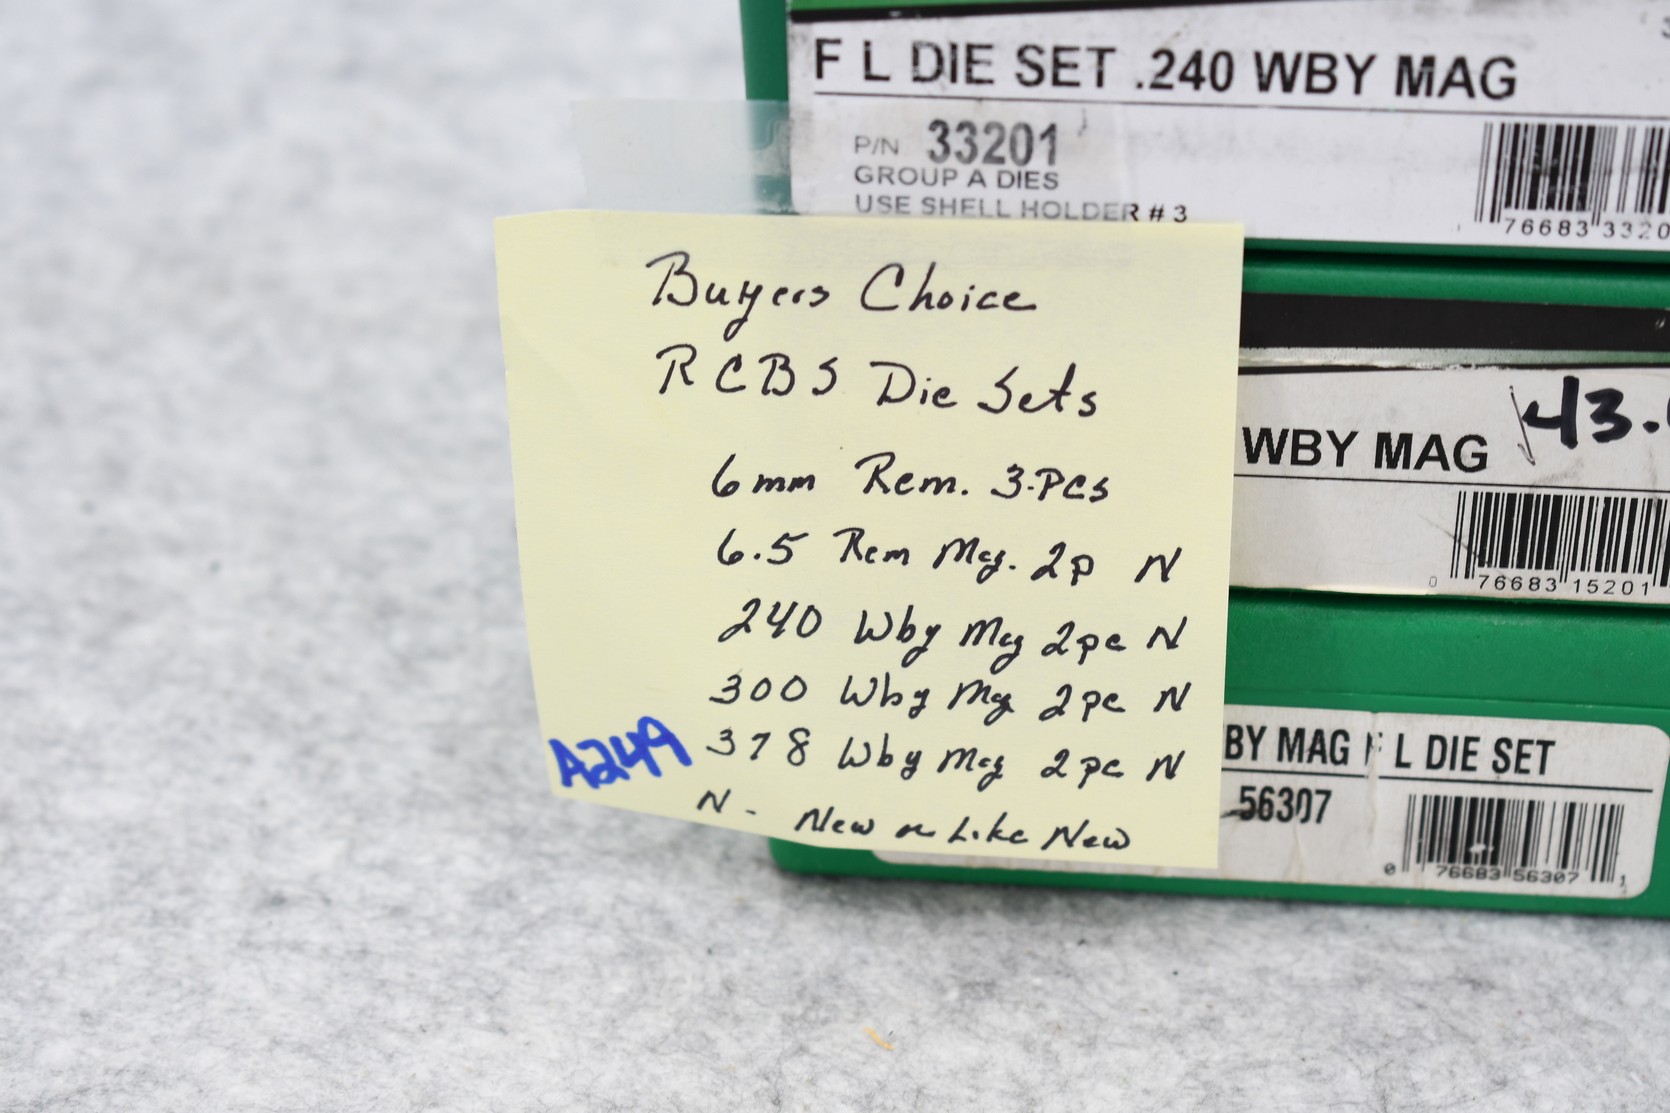 F L DIE SET .240 WBY MAG
P/N 33201
GROUP A DIES
USE SHELL HOLDER # 3
76683 3320
Buyers Choice
RCBS Die Sets
6mm Rem. 3-Pcs
6.5 Rem Mag. 2p N
240 Wby Mag 2pc N
300 Wby Mag 2pc N
378 Wby Mag 2pc N
N - New or Like New
A249
WBY MAG
43.
0 76683 15201
BY MAG F L DIE SET
56307
0 76683 56307 1